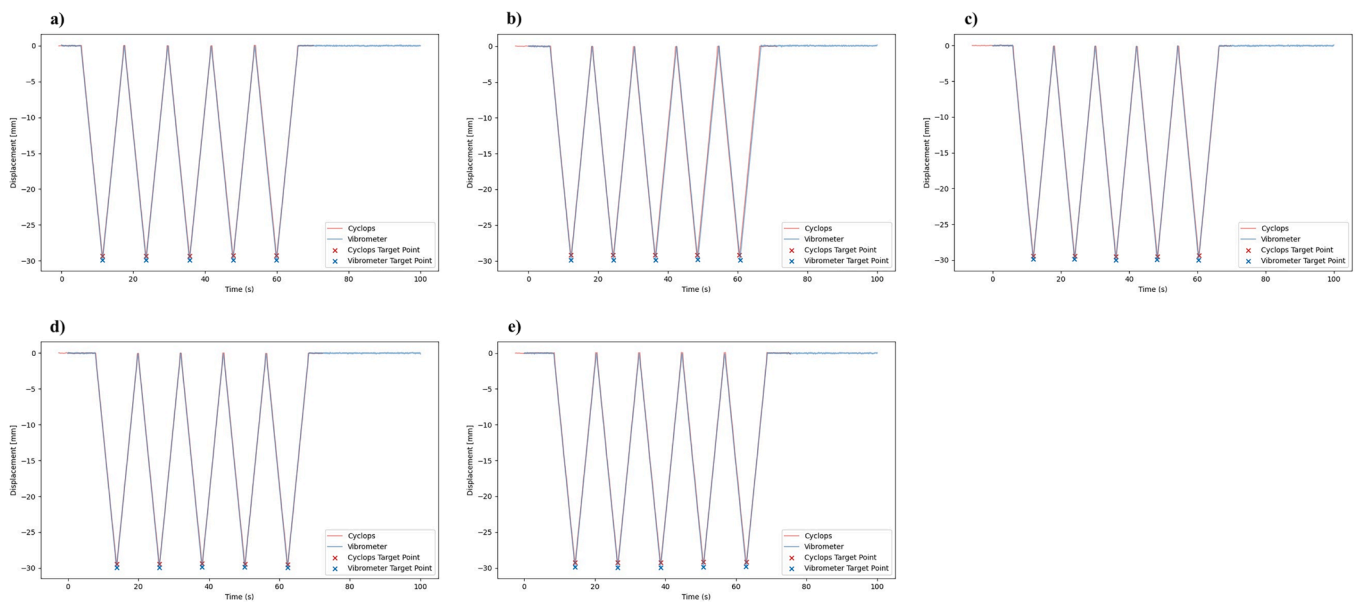 a)
0
−5
−10
−15
−20
−25
−30
Displacement [mm]
0
20
40
60
80
100
Time (s)
Cyclops
Vibrometer
Cyclops Target Point
Vibrometer Target Point
b)
0
−5
−10
−15
−20
−25
−30
Displacement [mm]
0
20
40
60
80
100
Time (s)
Cyclops
Vibrometer
Cyclops Target Point
Vibrometer Target Point
c)
0
−5
−10
−15
−20
−25
−30
Displacement [mm]
0
20
40
60
80
100
Time (s)
Cyclops
Vibrometer
Cyclops Target Point
Vibrometer Target Point
d)
0
−5
−10
−15
−20
−25
−30
Displacement [mm]
0
20
40
60
80
100
Time (s)
Cyclops
Vibrometer
Cyclops Target Point
Vibrometer Target Point
e)
0
−5
−10
−15
−20
−25
−30
Displacement [mm]
0
20
40
60
80
100
Time (s)
Cyclops
Vibrometer
Cyclops Target Point
Vibrometer Target Point